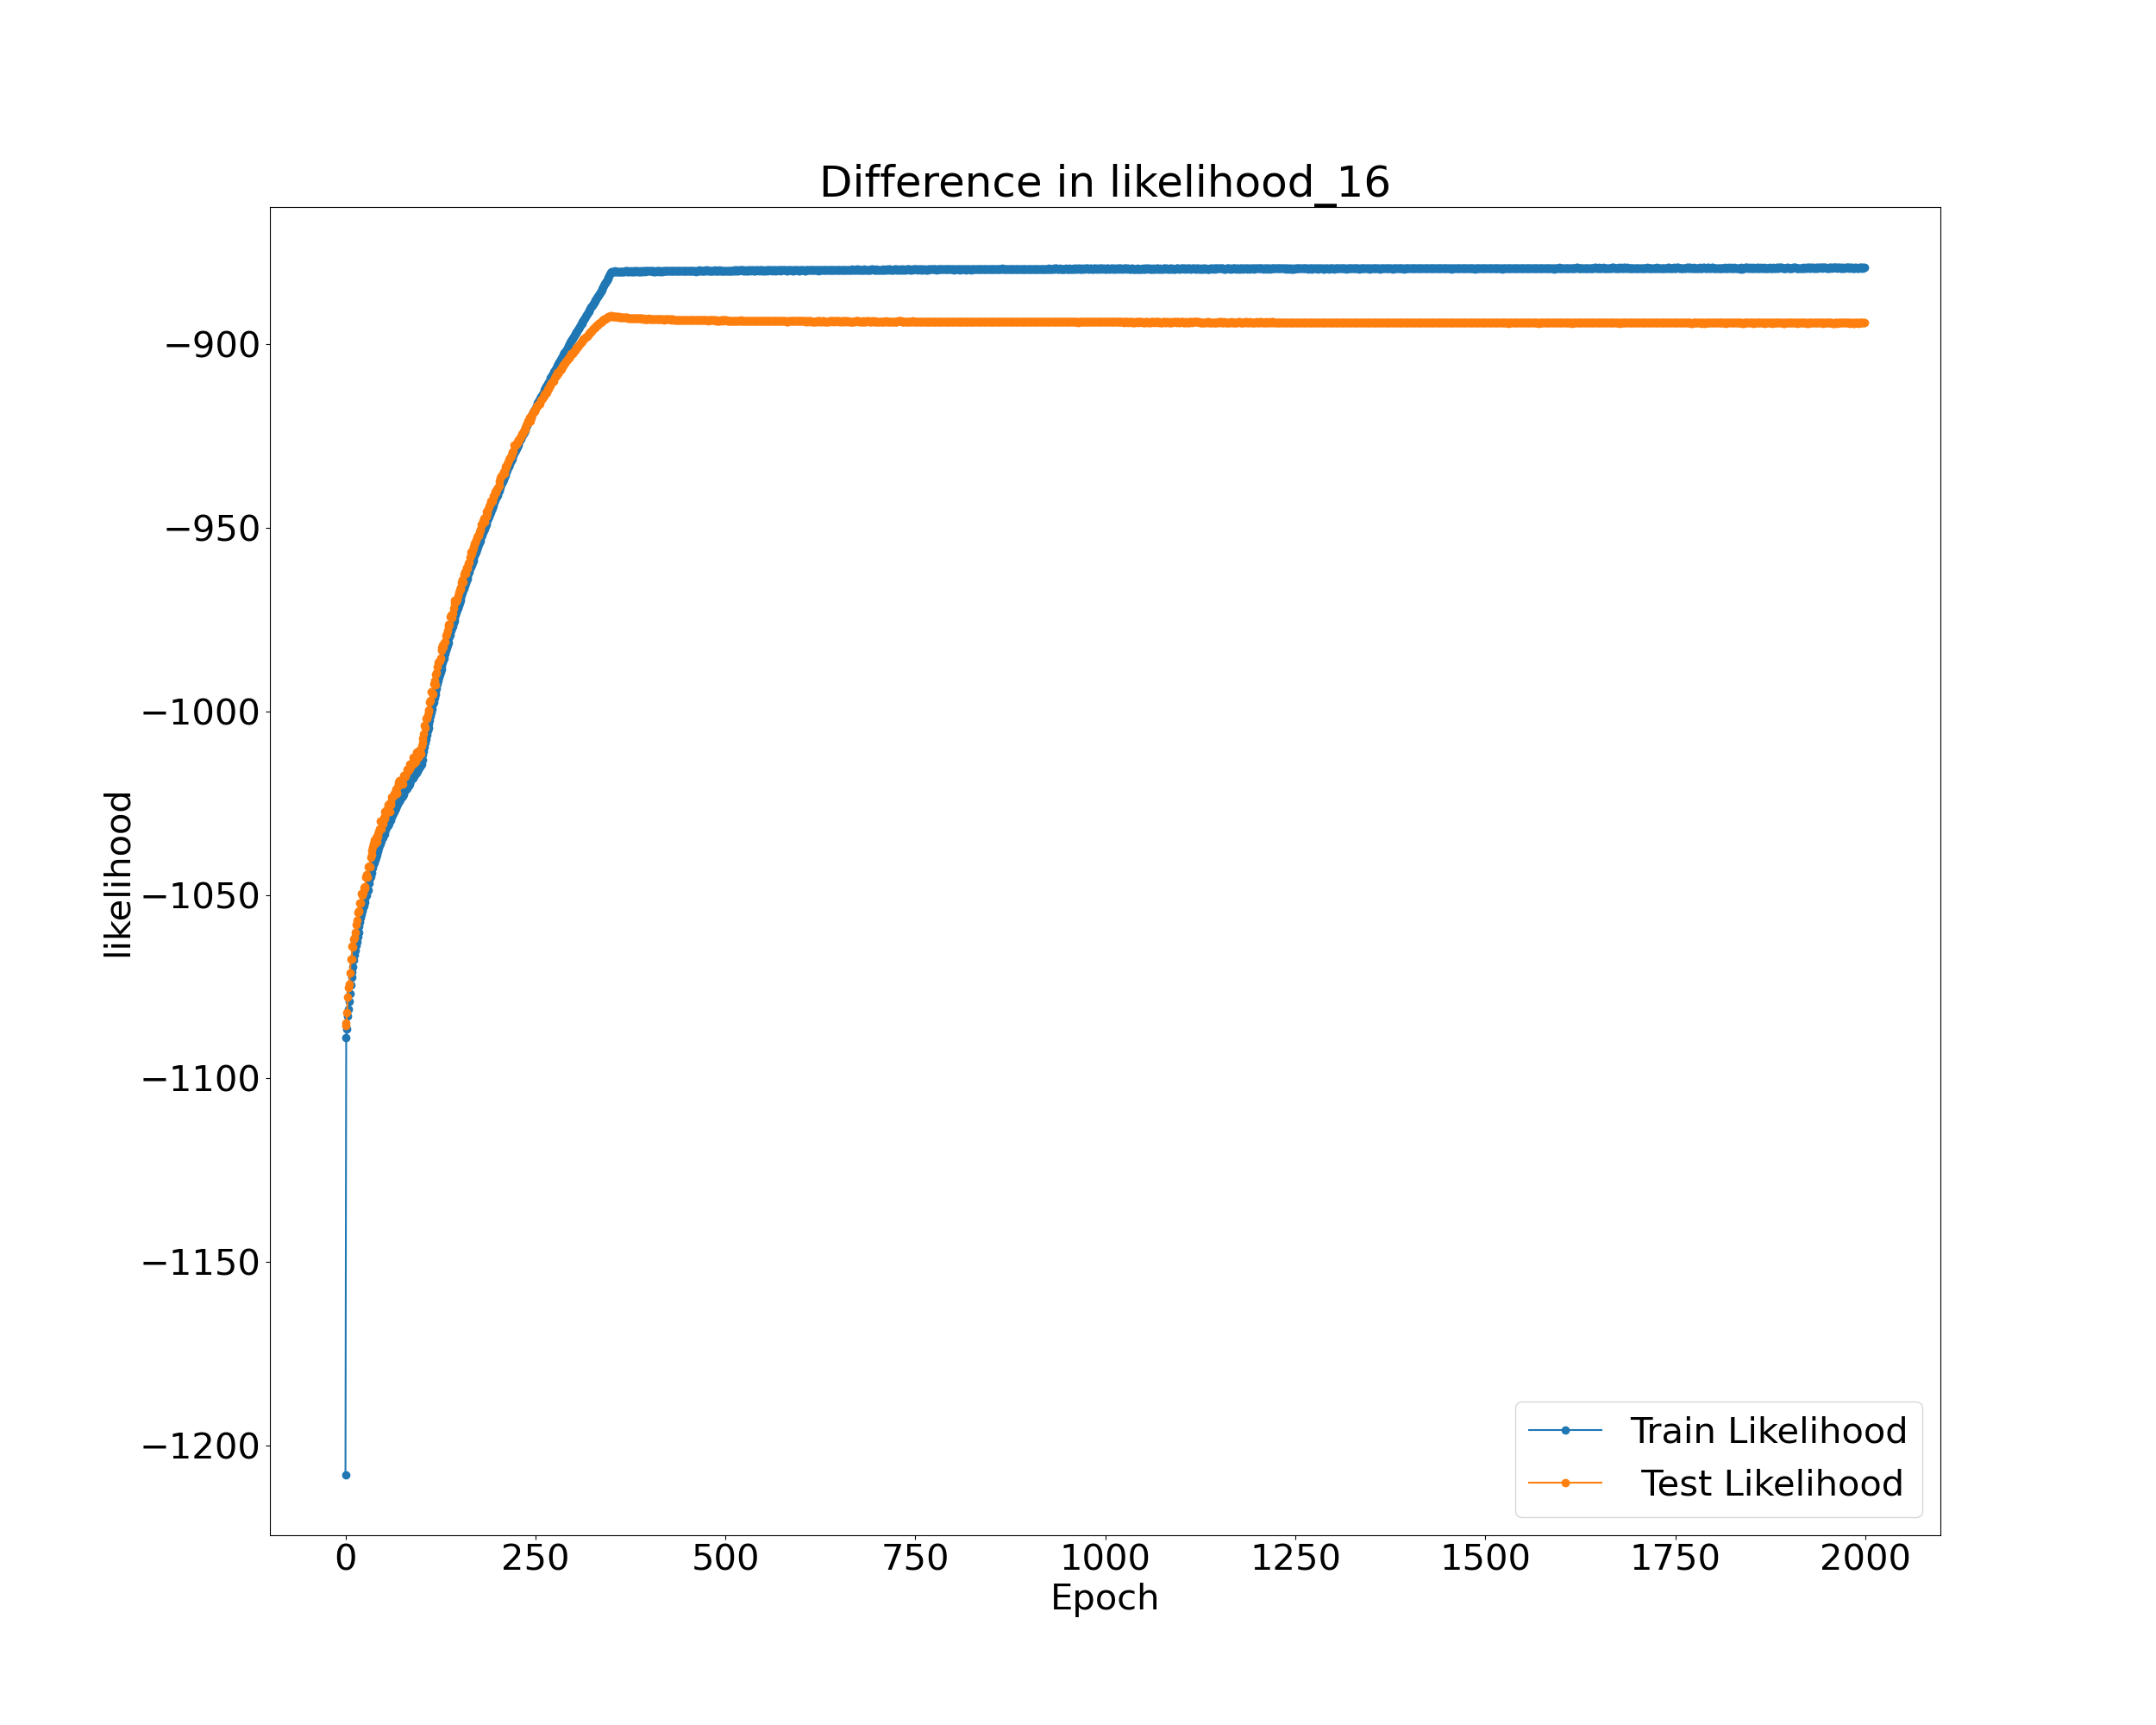 Difference in likelihood_16
likelihood
−900
−950
−1000
−1050
−1100
−1150
−1200
0 250 500 750 1000 1250 1500 1750 2000
Epoch
Train Likelihood
Test Likelihood